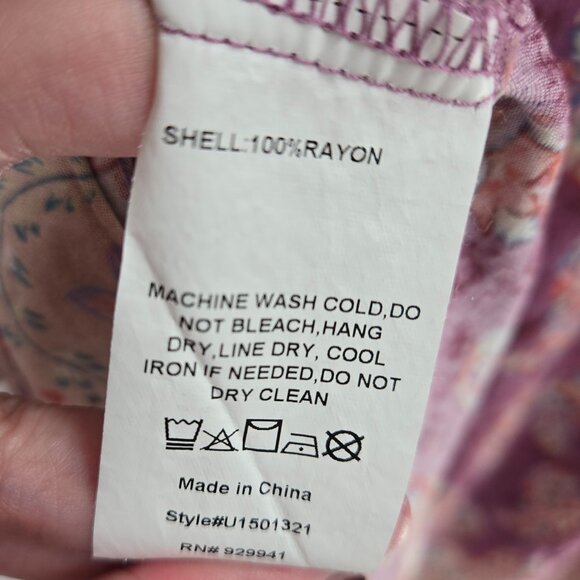 SHELL:100%RAYON
MACHINE WASH COLD,DO
NOT BLEACH,HANG
DRY,LINE DRY, COOL
IRON IF NEEDED,DO NOT
DRY CLEAN
Made in China
Style#U1501321
RN# 929941